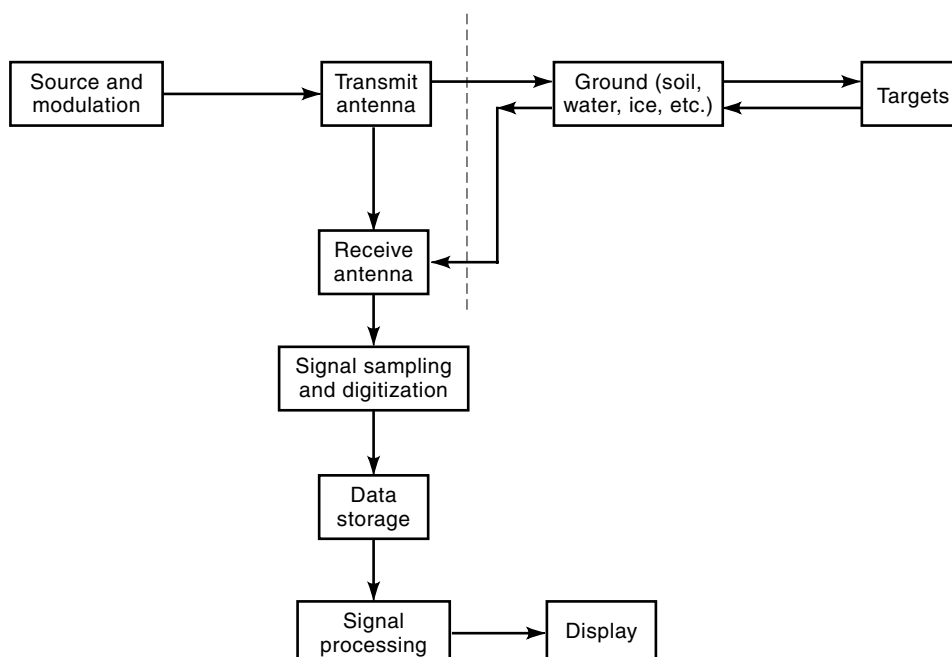 Source and
modulation
Transmit
antenna
Ground (soil,
water, ice, etc.)
Targets
Receive
antenna
Signal sampling
and digitization
Data
storage
Signal
processing
Display